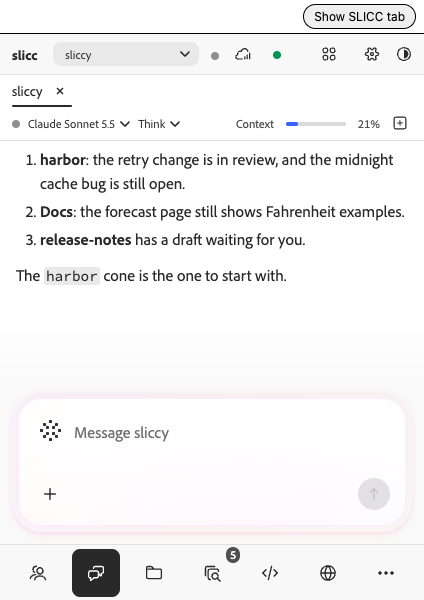 Show SLICC tab
slicc
sliccy
sliccy ✕
Claude Sonnet 5.5 Think Context 21%
1. harbor: the retry change is in review, and the midnight
cache bug is still open.
2. Docs: the forecast page still shows Fahrenheit examples.
3. release-notes has a draft waiting for you.
The harbor cone is the one to start with.
Message sliccy
5